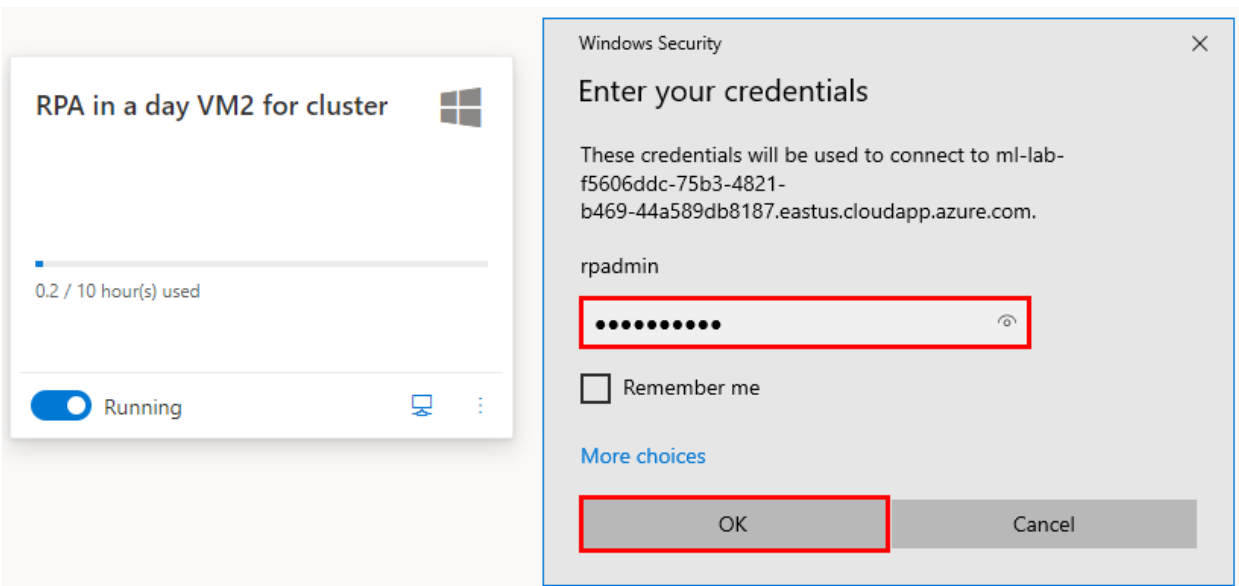 RPA in a day VM2 for cluster
0.2 / 10 hour(s) used
Running
Windows Security
Enter your credentials
These credentials will be used to connect to ml-lab-
f5606ddc-75b3-4821-
b469-44a589db8187.eastus.cloudapp.azure.com.
rpadmin
●●●●●●●●●●
Remember me
More choices
OK
Cancel